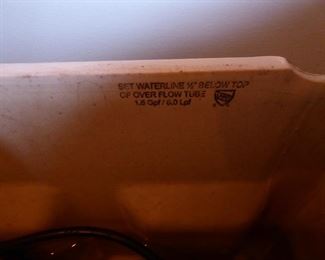 SET WATERLINE ½" BELOW TOP
OF OVER FLOW TUBE
1.6 Gpf / 6.0 Lpf